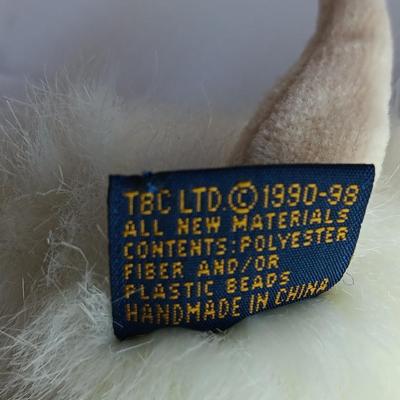 TBC LTD.© 1990-98
ALL NEW MATERIALS
CONTENTS: POLYESTER
FIBER AND/OR
PLASTIC BEADS
HANDMADE IN CHINA